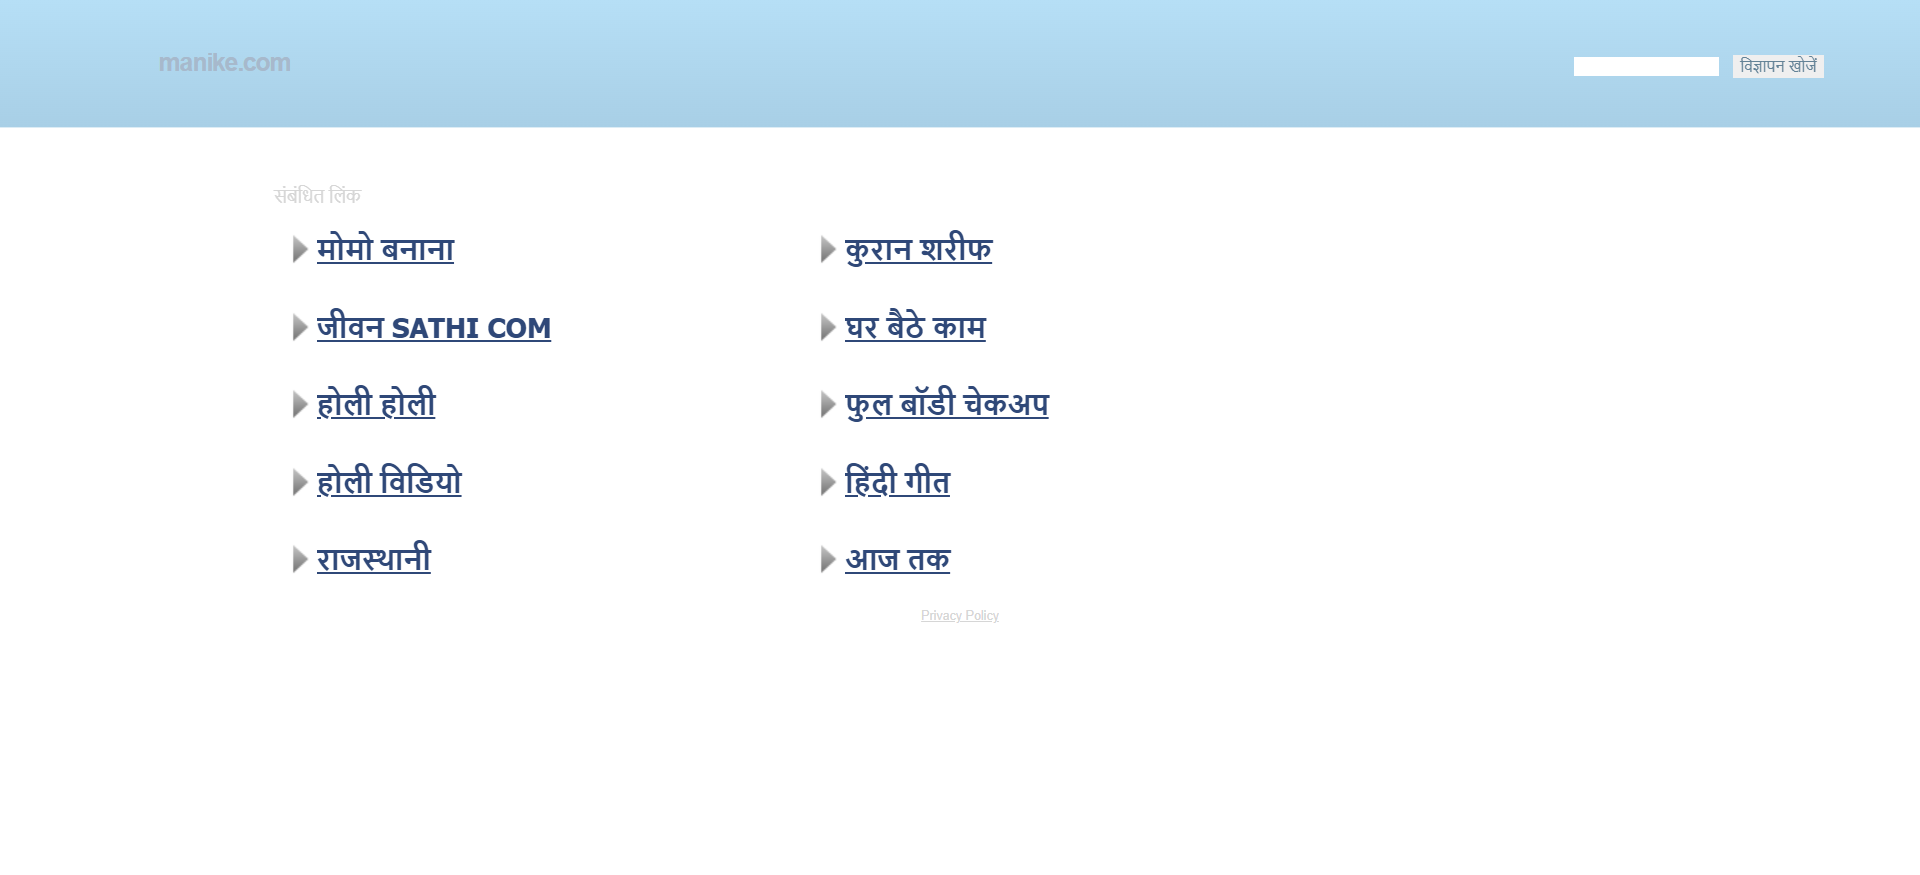 manike.com
विज्ञापन खोजें
संबंधित लिंक
मोमो बनाना
कुरान शरीफ
जीवन SATHI COM
घर बैठे काम
होली होली
फुल बॉडी चेकअप
होली विडियो
हिंदी गीत
राजस्थानी
आज तक
Privacy Policy